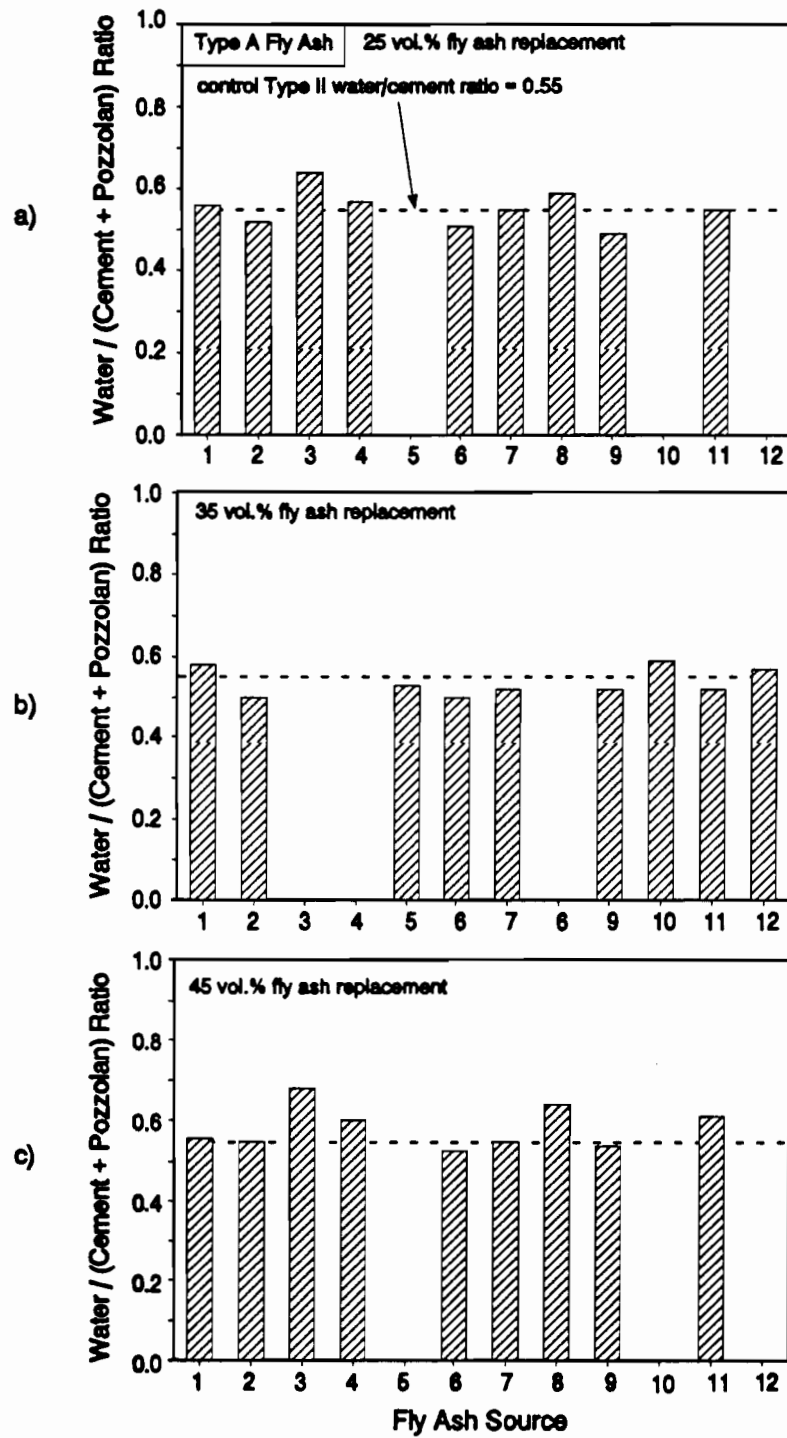 a)
Water / (Cement + Pozzolan) Ratio
1.0
0.8
0.6
0.4
0.2
0.0
Type A Fly Ash
25 vol.% fly ash replacement
control Type II water/cement ratio = 0.55
1 2 3 4 5 6 7 8 9 10 11 12
b)
Water / (Cement + Pozzolan) Ratio
1.0
0.8
0.6
0.4
0.2
0.0
35 vol.% fly ash replacement
1 2 3 4 5 6 7 6 9 10 11 12
c)
Water / (Cement + Pozzolan) Ratio
1.0
0.8
0.6
0.4
0.2
0.0
45 vol.% fly ash replacement
1 2 3 4 5 6 7 8 9 10 11 12
Fly Ash Source